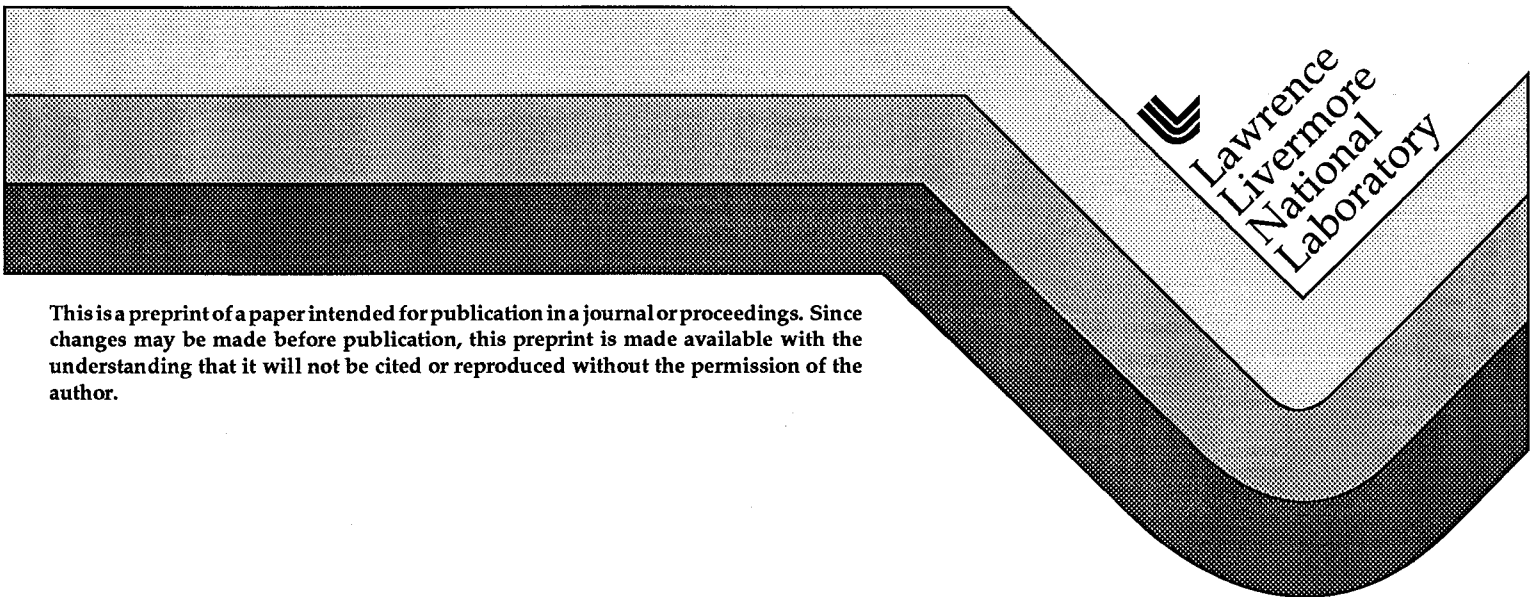 Lawrence
Livermore
National
Laboratory
This is a preprint of a paper intended for publication in a journal or proceedings. Since
changes may be made before publication, this preprint is made available with the
understanding that it will not be cited or reproduced without the permission of the
author.